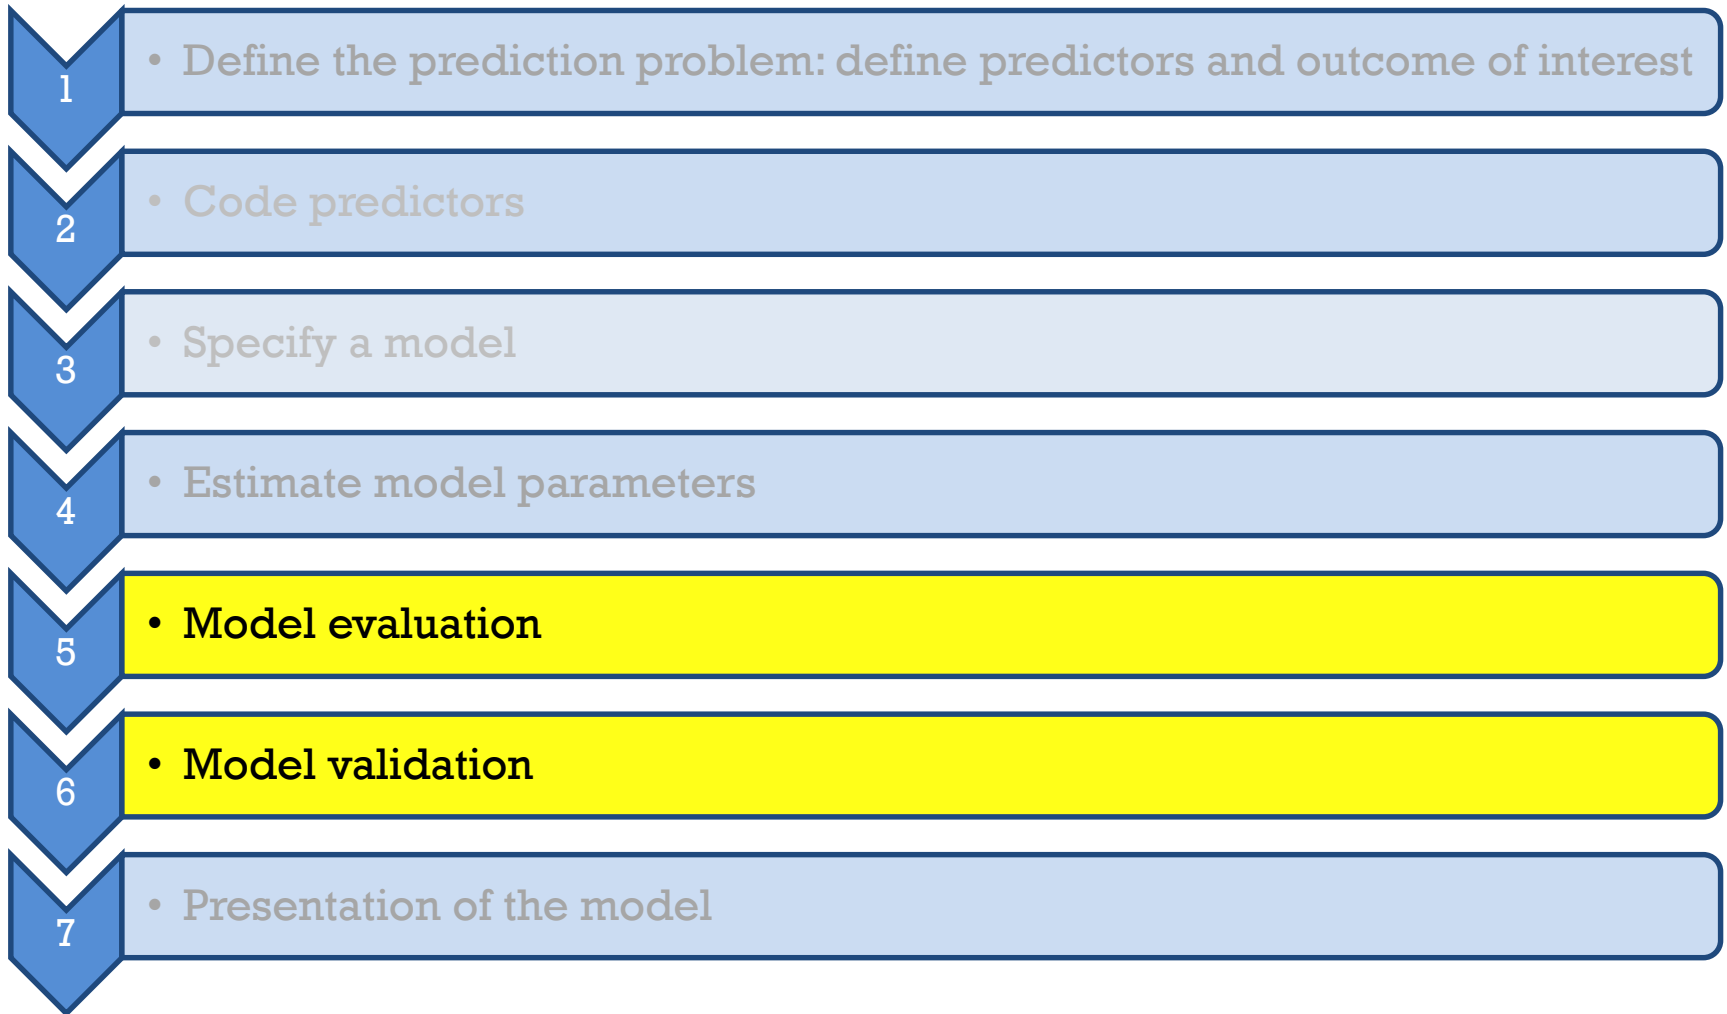 1
• Define the prediction problem: define predictors and outcome of interest
2
• Code predictors
3
• Specify a model
4
• Estimate model parameters
5
• Model evaluation
6
• Model validation
7
• Presentation of the model